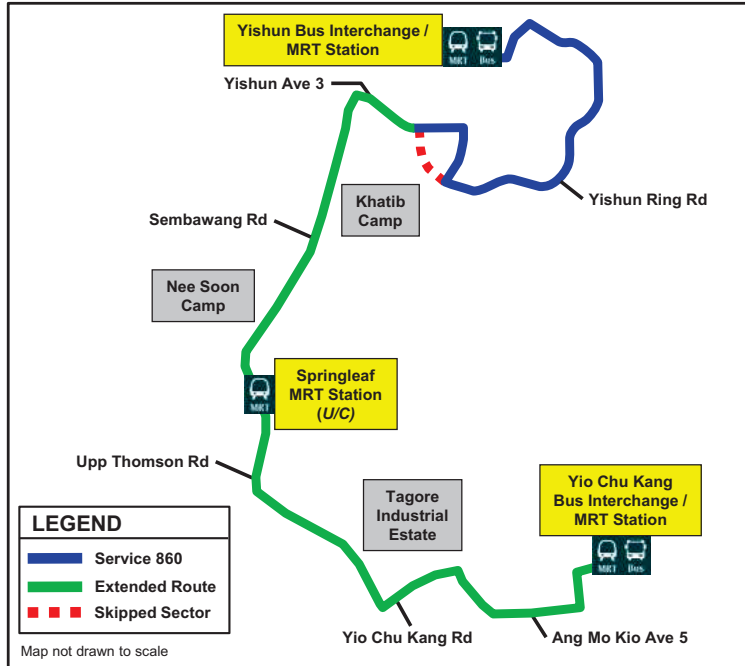 Yishun Bus Interchange /
MRT Station
MRT Bus
Yishun Ave 3
Khatib
Camp
Yishun Ring Rd
Sembawang Rd
Nee Soon
Camp
MRT
Springleaf
MRT Station
(U/C)
Upp Thomson Rd
Tagore
Industrial
Estate
Yio Chu Kang
Bus Interchange /
MRT Station
MRT Bus
LEGEND
Service 860
Extended Route
Skipped Sector
Yio Chu Kang Rd
Ang Mo Kio Ave 5
Map not drawn to scale